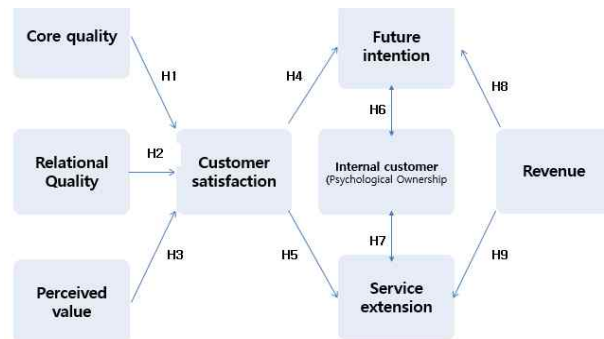 Core quality
Future
intention
H1
H4
H8
H6
Relational
Quality
H2
Customer
satisfaction
Internal customer
(Psychological Ownership
Revenue
H3
H5
H7
H9
Perceived
value
Service
extension